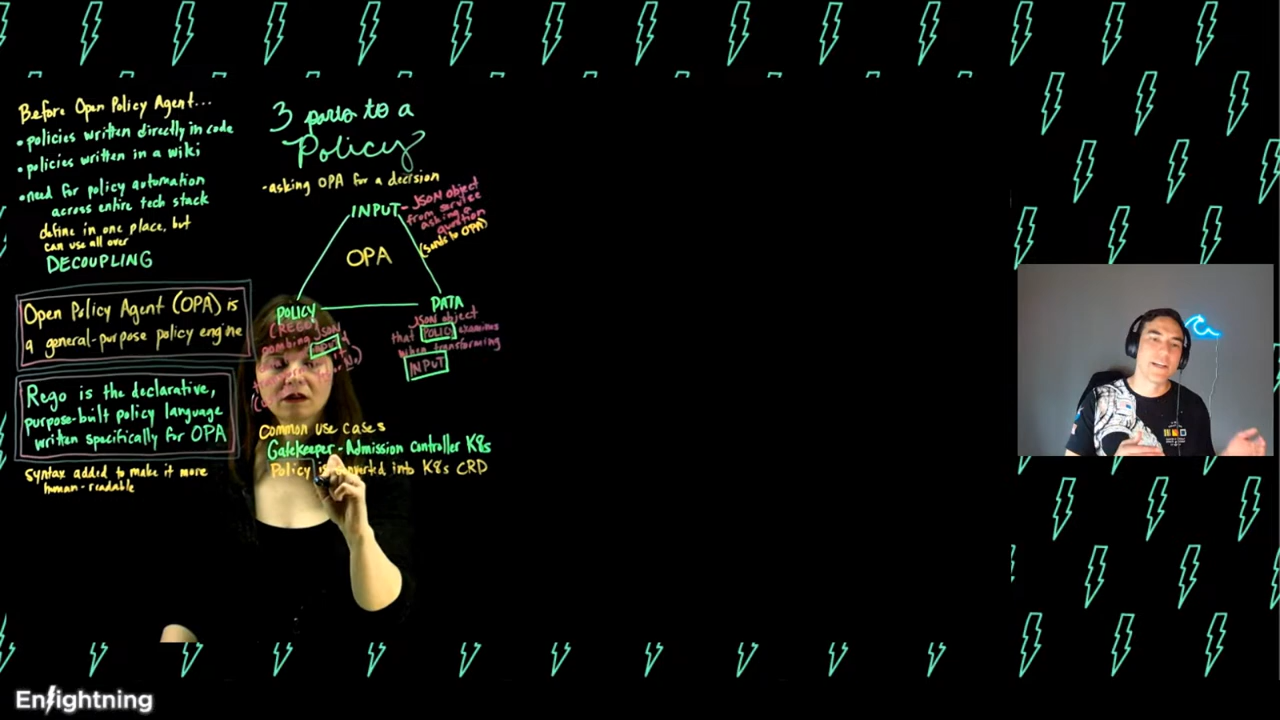 Before Open Policy Agent...
• policies written directly in code
• policies written in a wiki
• need for policy automation
across entire tech stack
define in one place, but
can use all over
DECOUPLING
Open Policy Agent (OPA) is
a general-purpose policy engine
Rego is the declarative,
purpose-built policy language
written specifically for OPA
Syntax added to make it more
human-readable
3 parts to a
Policy
- asking OPA for a decision
INPUT - JSON object
from service
asking a
question
(sends to OPA)
OPA
POLICY
(REGO)
combing JSON
INPUT
DATA
JSON object
that POLICY examines
when transforming
INPUT
Common use cases
Gatekeeper - Admission Controller K8s
Policy is converted into K8s CRD
Enlightning